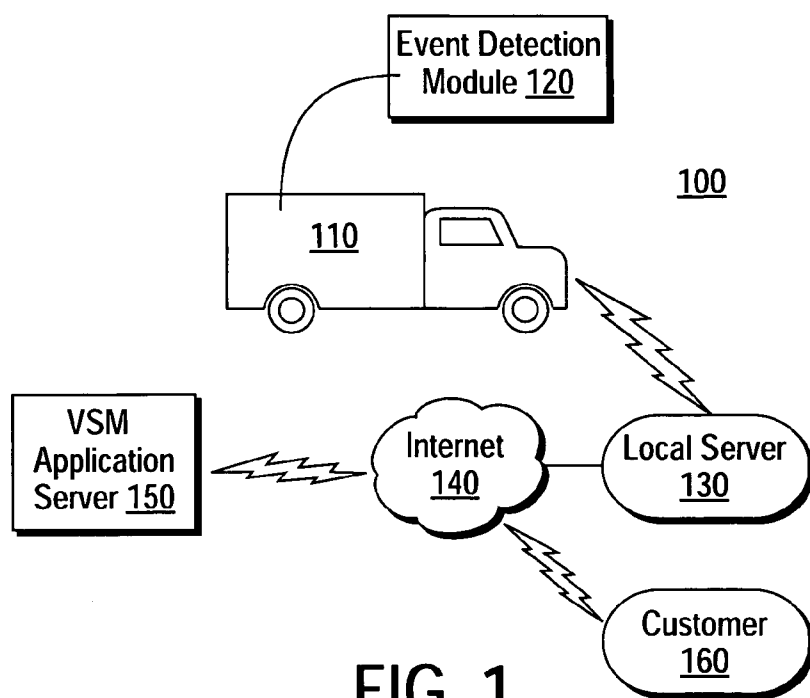 Event Detection
Module 120
100
110
VSM
Application
Server 150
Internet
140
Local Server
130
Customer
160
FIG. 1